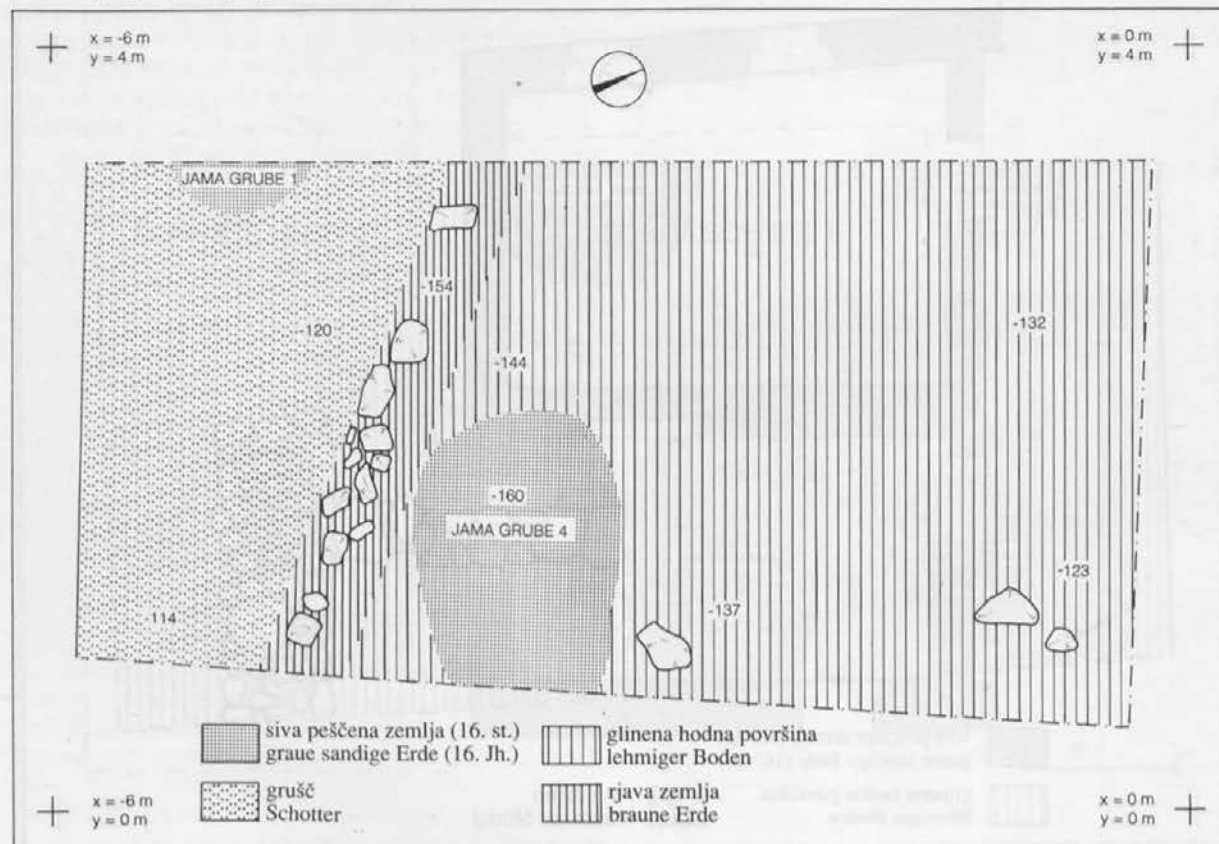 x = -6 m
y = 4 m
x = 0 m
y = 4 m
JAMA GRUBE 1
-154
-120
-132
-144
-160
JAMA GRUBE 4
-123
-137
-114
siva peščena zemlja (16. st.)
graue sandige Erde (16. Jh.)
glinena hodna površina
lehmiger Boden
grušč
Schotter
rjava zemlja
braune Erde
x = -6 m
y = 0 m
x = 0 m
y = 0 m